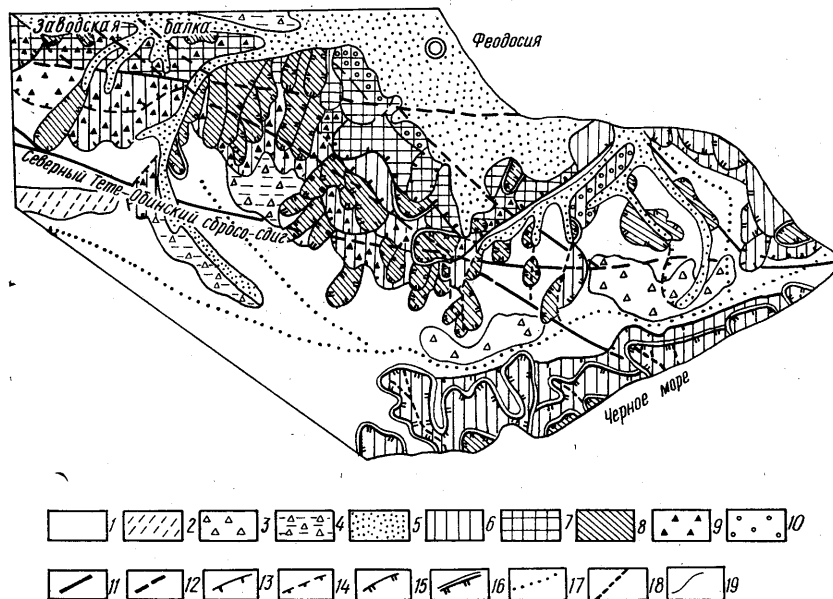 Заводская балка
Феодосия
Северный Тете-Одинский сбросо-сдвиг
Черное море
1 2 3 4 5 6 7 8 9 10
11 12 13 14 15 16 17 18 19